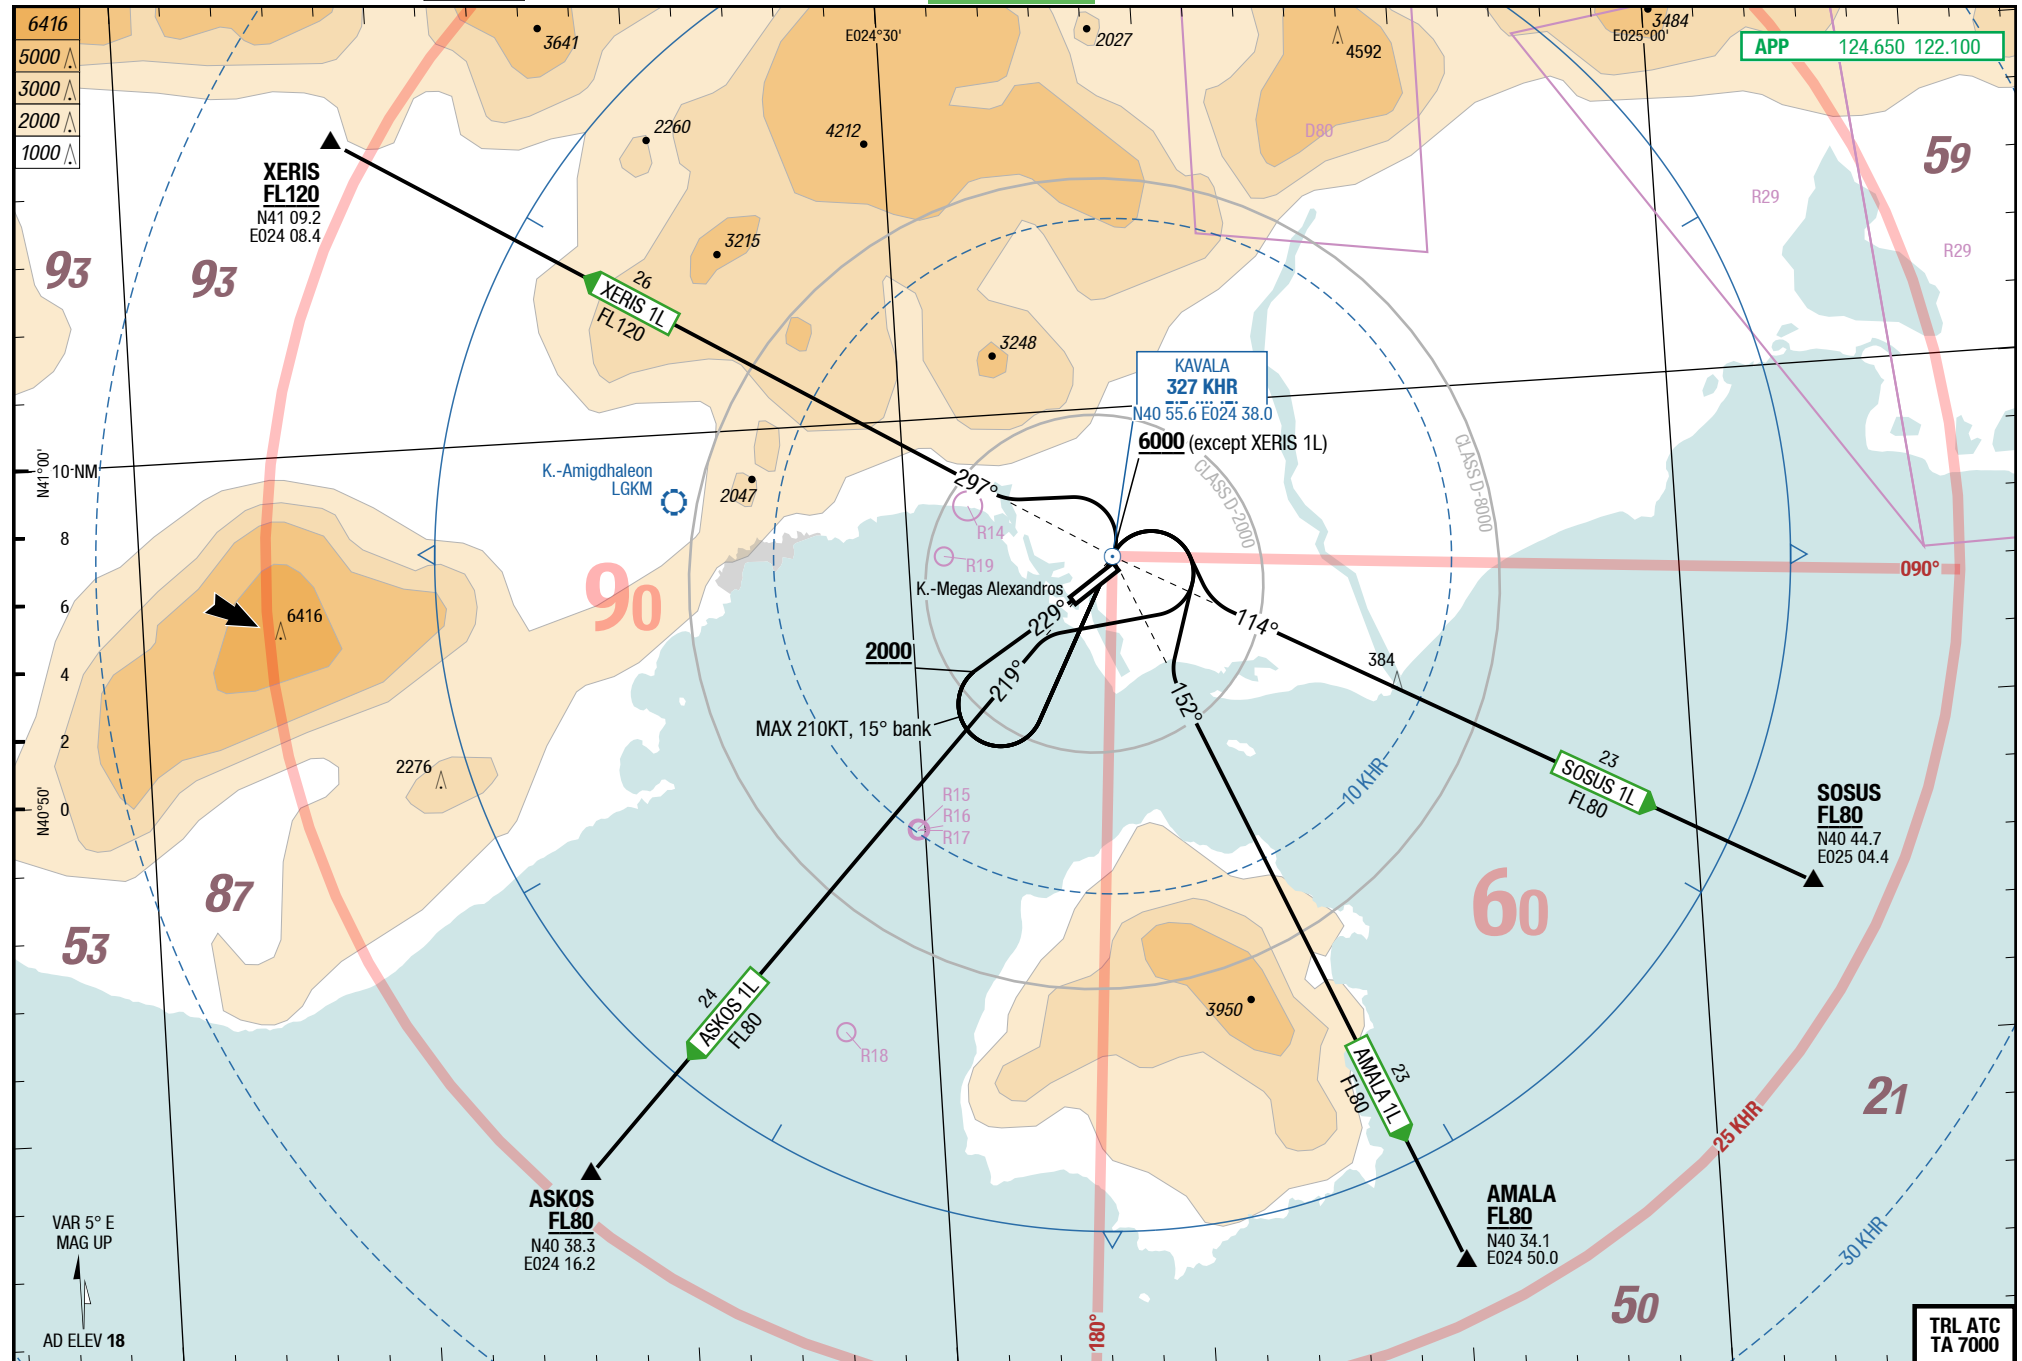 6416
5000
3000
2000
1000
3641
E024°30'
2027
4592
3484
E025°00'
APP 124.650 122.100
2260
4212
D80
59
XERIS
FL120
N41 09.2
E024 08.4
R29
R29
93
93
3215
26
XERIS 1L
FL120
3248
KAVALA
327 KHR
N40 55.6 E024 38.0
6000 (except XERIS 1L)
CLASS D-2000
CLASS D-8000
N41°00'
10 NM
K.-Amigdhaleon
LGKM
2047
297°
R14
8
R19
K.-Megas Alexandros
090°
90
6
6416
229°
114°
2000
384
4
219°
152°
MAX 210KT, 15° bank
2
2276
23
SOSUS 1L
FL80
10 KHR
SOSUS
FL80
N40 44.7
E025 04.4
R15
R16
R17
N40°50'
0
87
60
53
24
ASKOS 1L
FL80
3950
R18
23
AMALA 1L
FL80
21
25 KHR
ASKOS
FL80
N40 38.3
E024 16.2
AMALA
FL80
N40 34.1
E024 50.0
VAR 5° E
MAG UP
30 KHR
50
180°
AD ELEV 18
TRL ATC
TA 7000